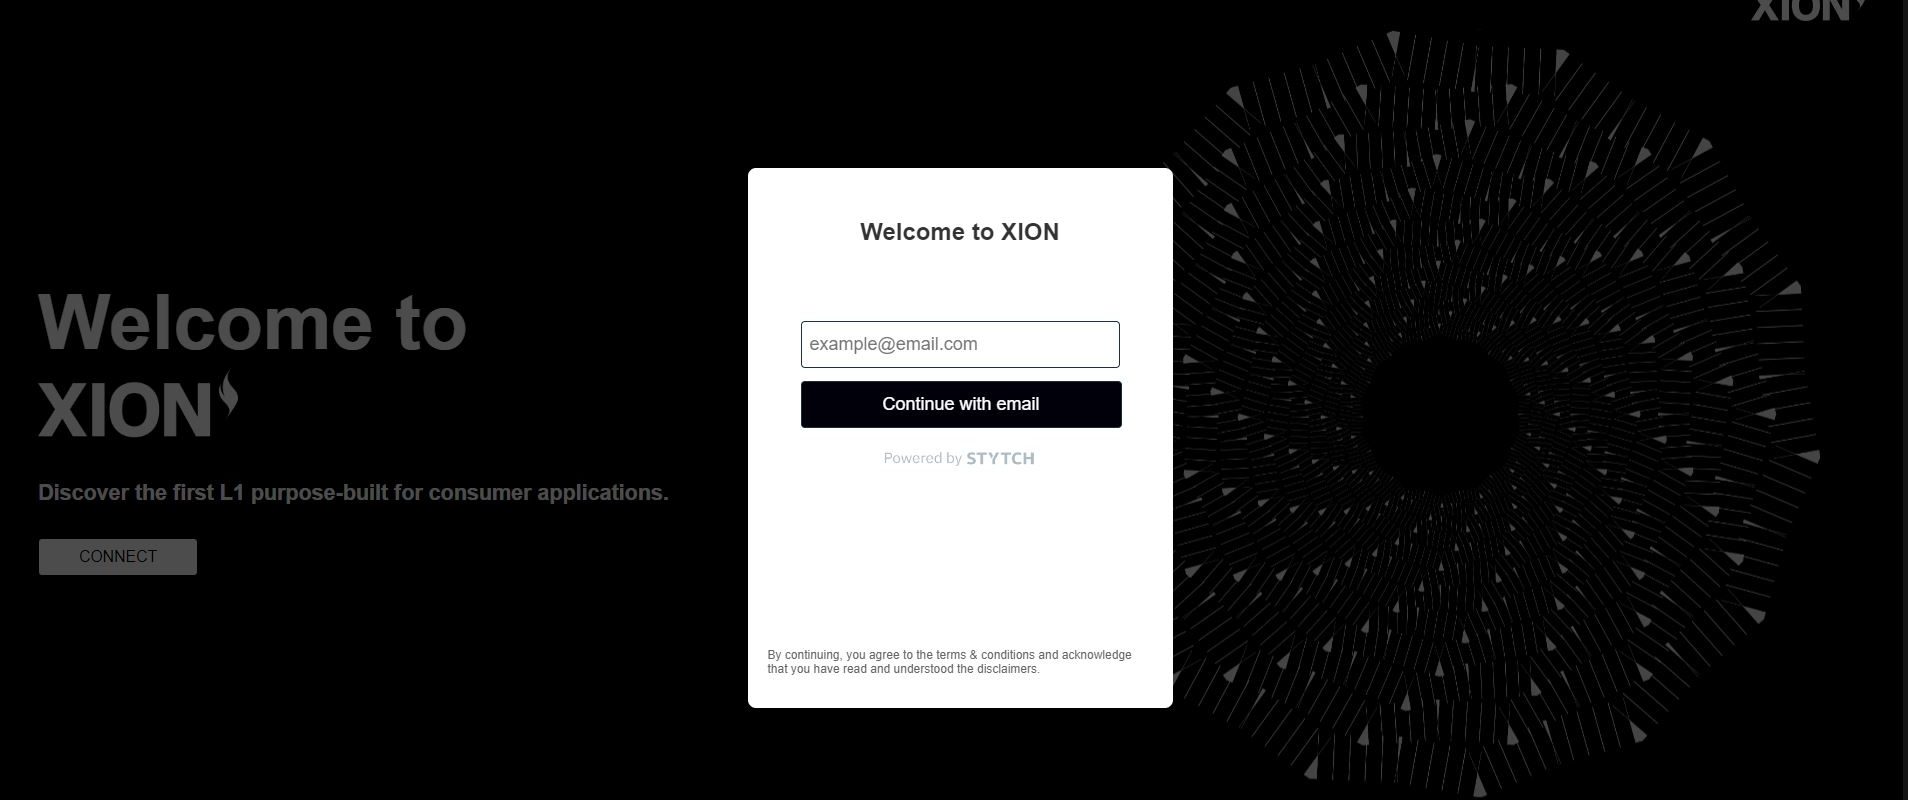 XION
Welcome to
XION
Discover the first L1 purpose-built for consumer applications.
CONNECT
Welcome to XION
example@email.com
Continue with email
Powered by STYTCH
By continuing, you agree to the terms & conditions and acknowledge
that you have read and understood the disclaimers.